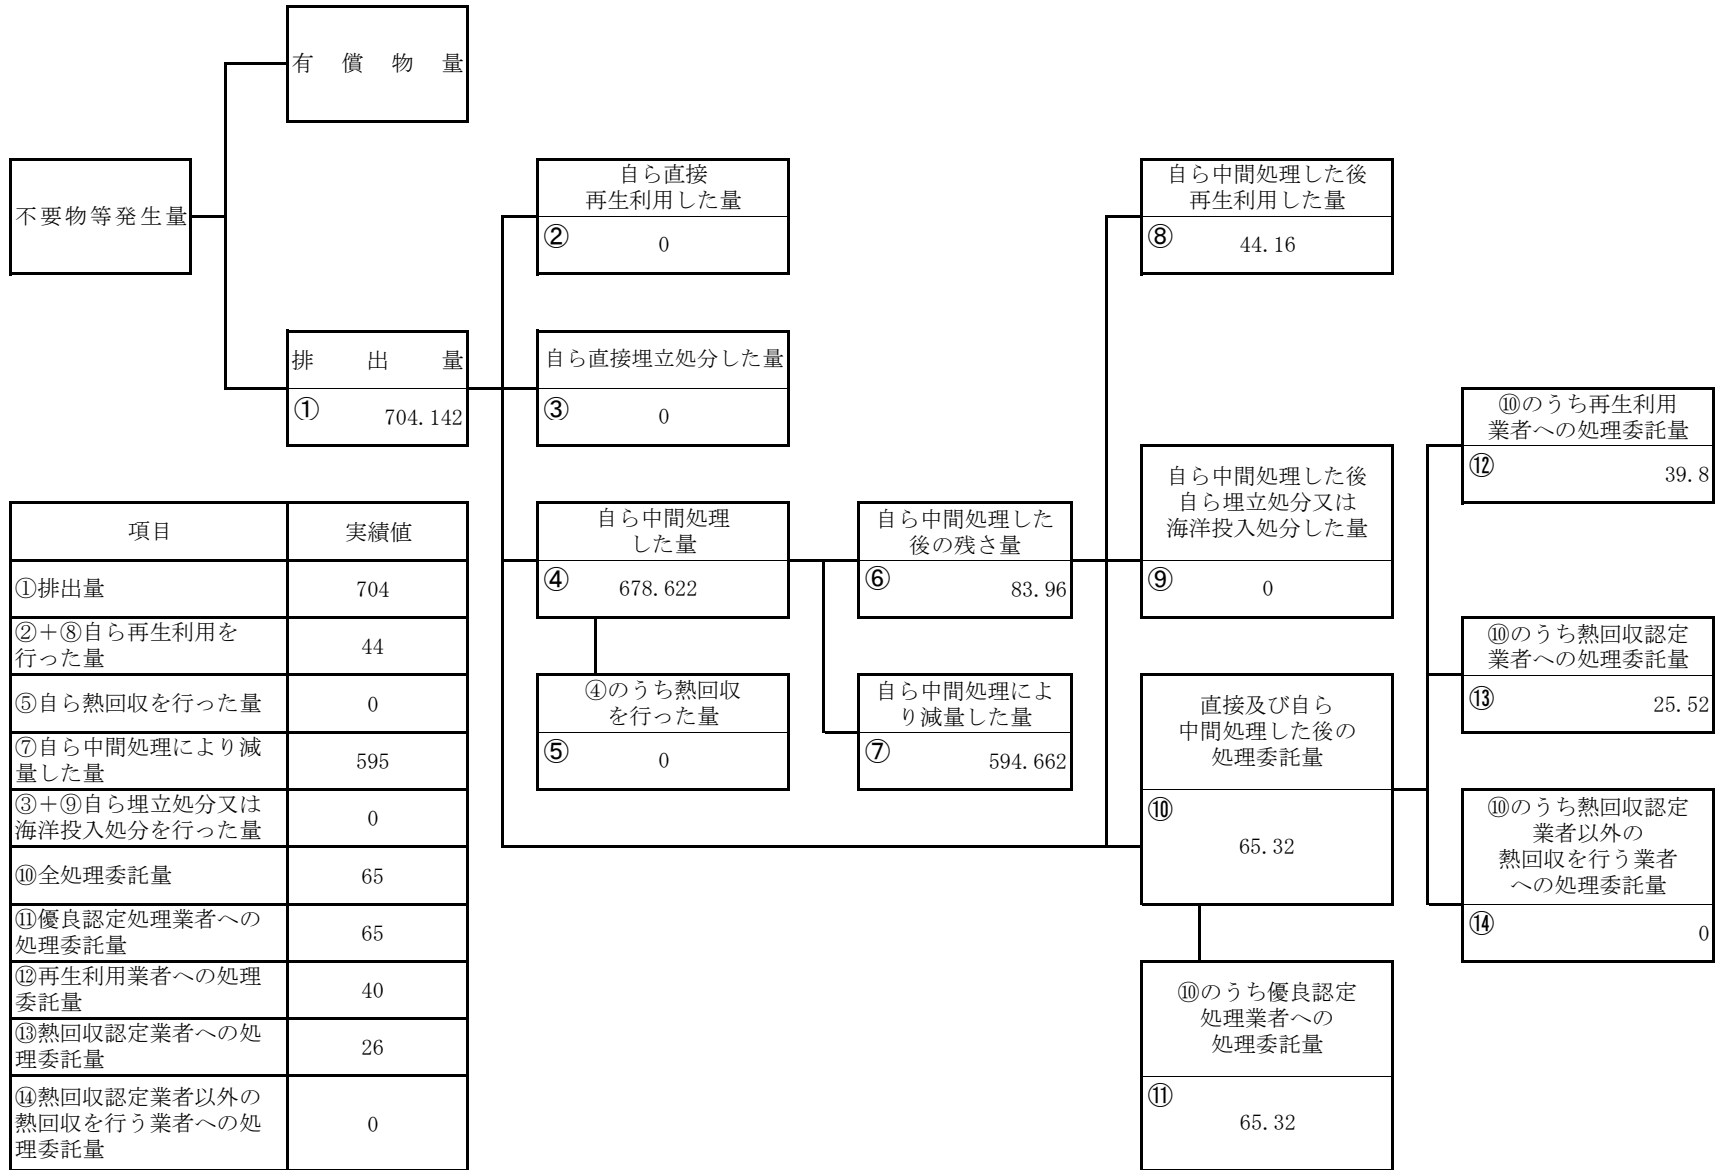 有償物量
不要物等発生量
排出量
① 704.142
自ら直接
再生利用した量
② 0
自ら直接埋立処分した量
③ 0
自ら中間処理
した量
④ 678.622
④のうち熱回収
を行った量
⑤ 0
自ら中間処理した
後の残さ量
⑥ 83.96
自ら中間処理によ
り減量した量
⑦ 594.662
自ら中間処理した後
再生利用した量
⑧ 44.16
自ら中間処理した後
自ら埋立処分又は
海洋投入処分した量
⑨ 0
直接及び自ら
中間処理した後の
処理委託量
⑩
65.32
⑩のうち優良認定
処理業者への
処理委託量
⑪
65.32
⑩のうち再生利用
業者への処理委託量
⑫ 39.8
⑩のうち熱回収認定
業者への処理委託量
⑬ 25.52
⑩のうち熱回収認定
業者以外の
熱回収を行う業者
への処理委託量
⑭ 0
項目 実績値
①排出量 704
②＋⑧自ら再生利用を
行った量 44
⑤自ら熱回収を行った量 0
⑦自ら中間処理により減
量した量 595
③＋⑨自ら埋立処分又は
海洋投入処分を行った量 0
⑩全処理委託量 65
⑪優良認定処理業者への
処理委託量 65
⑫再生利用業者への処理
委託量 40
⑬熱回収認定業者への処
理委託量 26
⑭熱回収認定業者以外の
熱回収を行う業者への処
理委託量 0